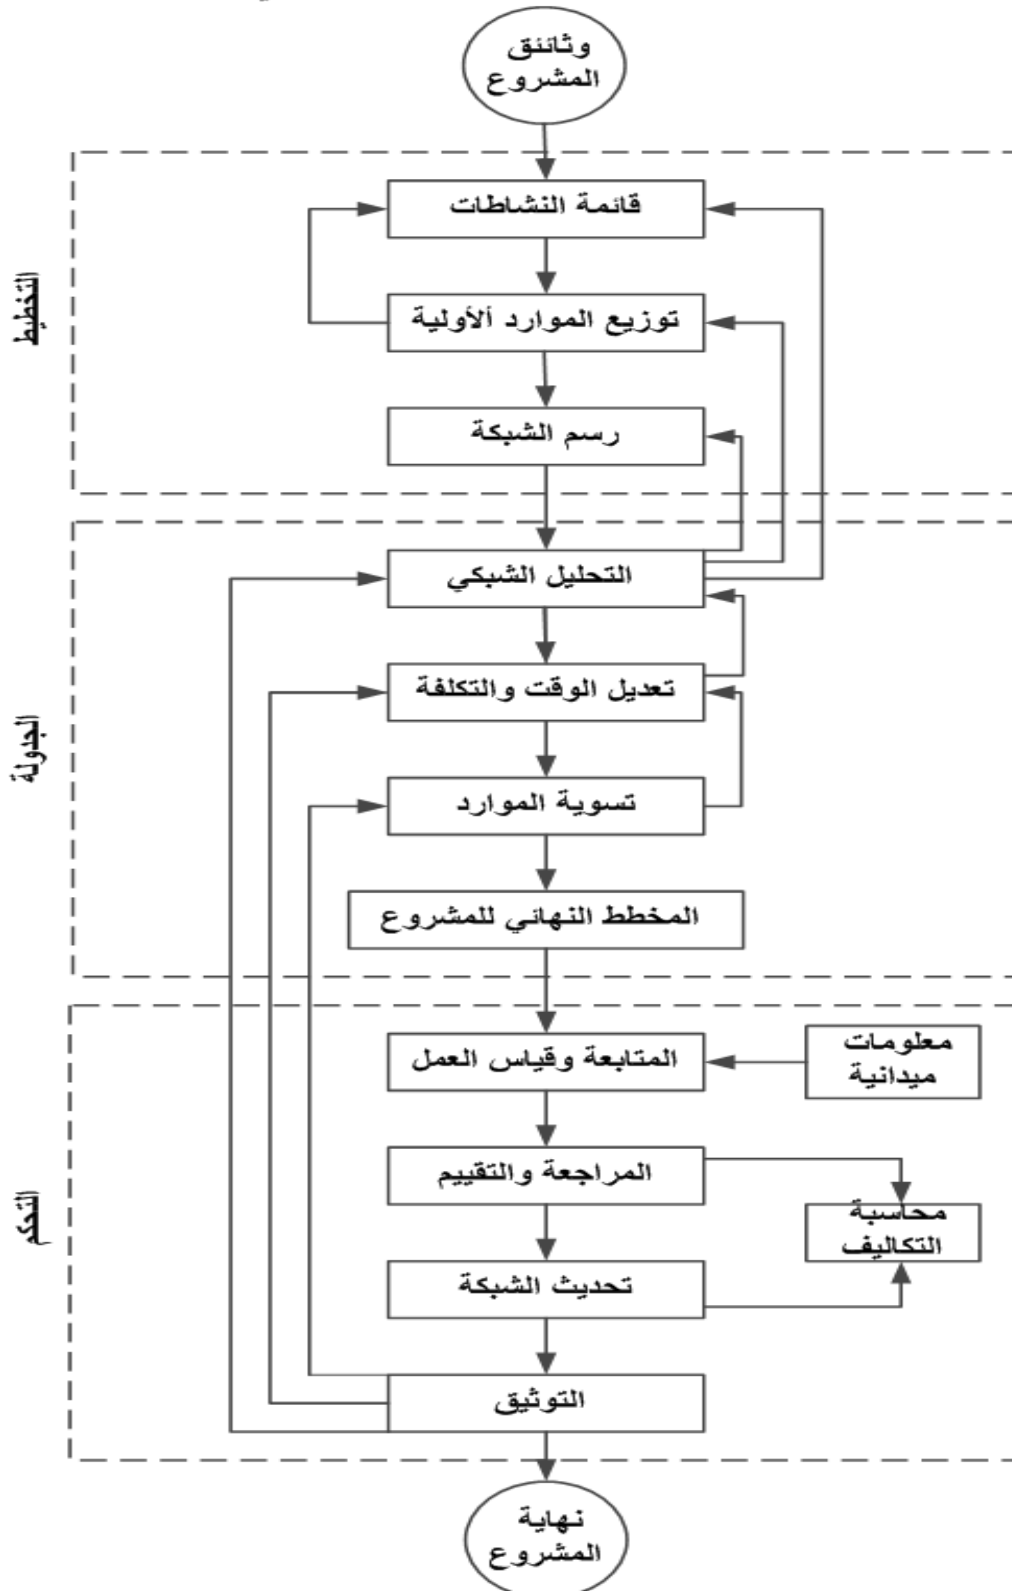 وثائق
المشروع
قائمة النشاطات
توزيع الموارد ألأولية
رسم الشبكة
التخطيط
التحليل الشبكي
تعديل الوقت والتكلفة
تسوية الموارد
المخطط النهائي للمشروع
الجدولة
معلومات
ميدانية
المتابعة وقياس العمل
المراجعة والتقييم
محاسبة
التكاليف
تحديث الشبكة
التوثيق
التحكم
نهاية
المشروع